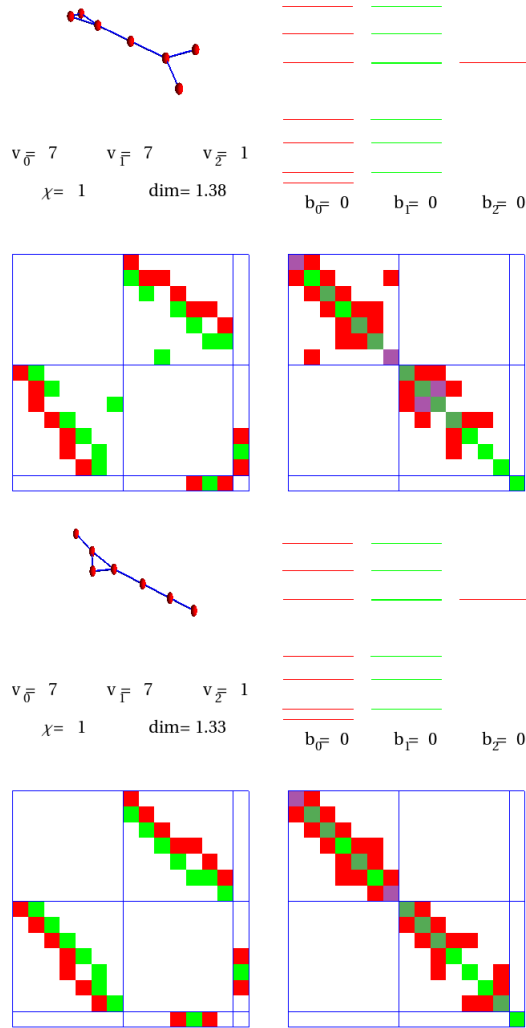 v₀= 7 v₁= 7 v₂= 1
χ= 1 dim= 1.38
b₀= 0 b₁= 0 b₂= 0
v₀= 7 v₁= 7 v₂= 1
χ= 1 dim= 1.33
b₀= 0 b₁= 0 b₂= 0